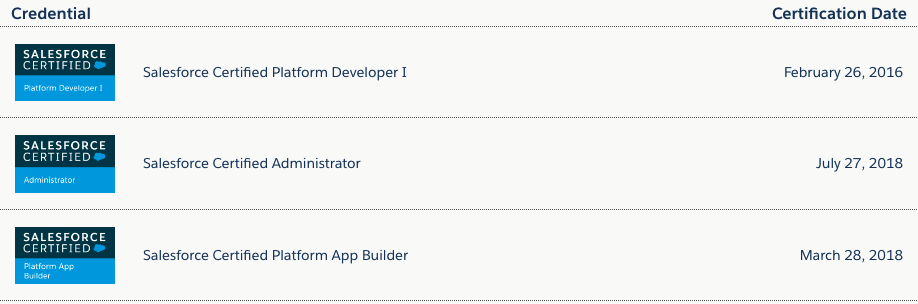 Credential Certification Date
SALESFORCE
CERTIFIED
Platform Developer I
Salesforce Certified Platform Developer I February 26, 2016
SALESFORCE
CERTIFIED
Administrator
Salesforce Certified Administrator July 27, 2018
SALESFORCE
CERTIFIED
Platform App
Builder
Salesforce Certified Platform App Builder March 28, 2018